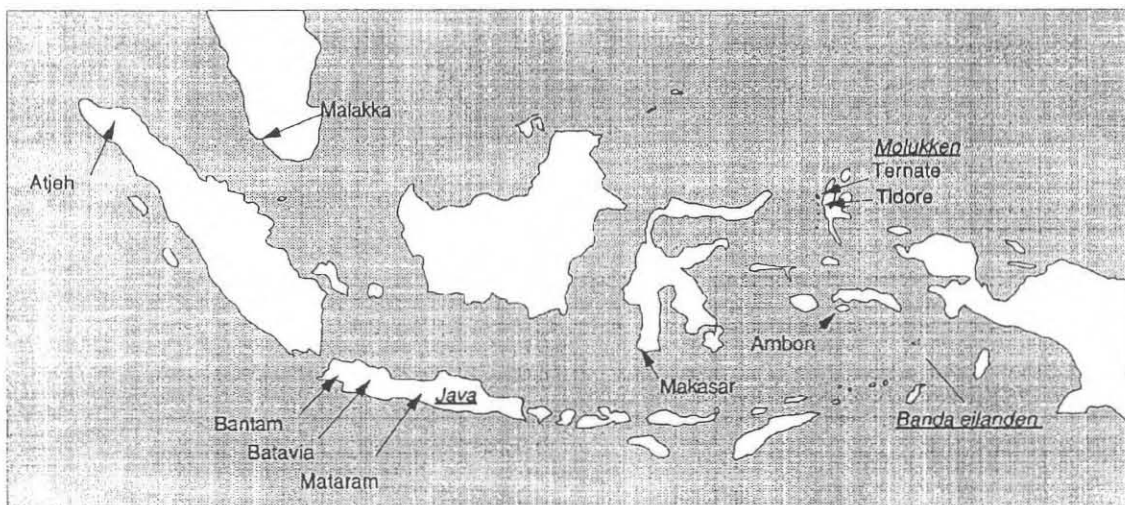 Malakka
Atjeh
Molukken
Ternate
Tidore
Ambon
Makasar
Java
Bantam
Batavia
Mataram
Banda eilanden